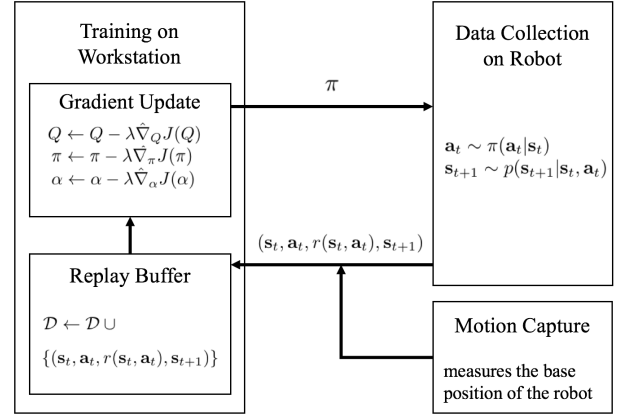 Training on
Workstation
Gradient Update
Q ← Q − λ∇̂_Q J(Q)
π ← π − λ∇̂_π J(π)
α ← α − λ∇̂_α J(α)
π
Data Collection
on Robot
a_t ∼ π(a_t|s_t)
s_{t+1} ∼ p(s_{t+1}|s_t, a_t)
(s_t, a_t, r(s_t, a_t), s_{t+1})
Replay Buffer
𝒟 ← 𝒟 ∪
{(s_t, a_t, r(s_t, a_t), s_{t+1})}
Motion Capture
measures the base
position of the robot